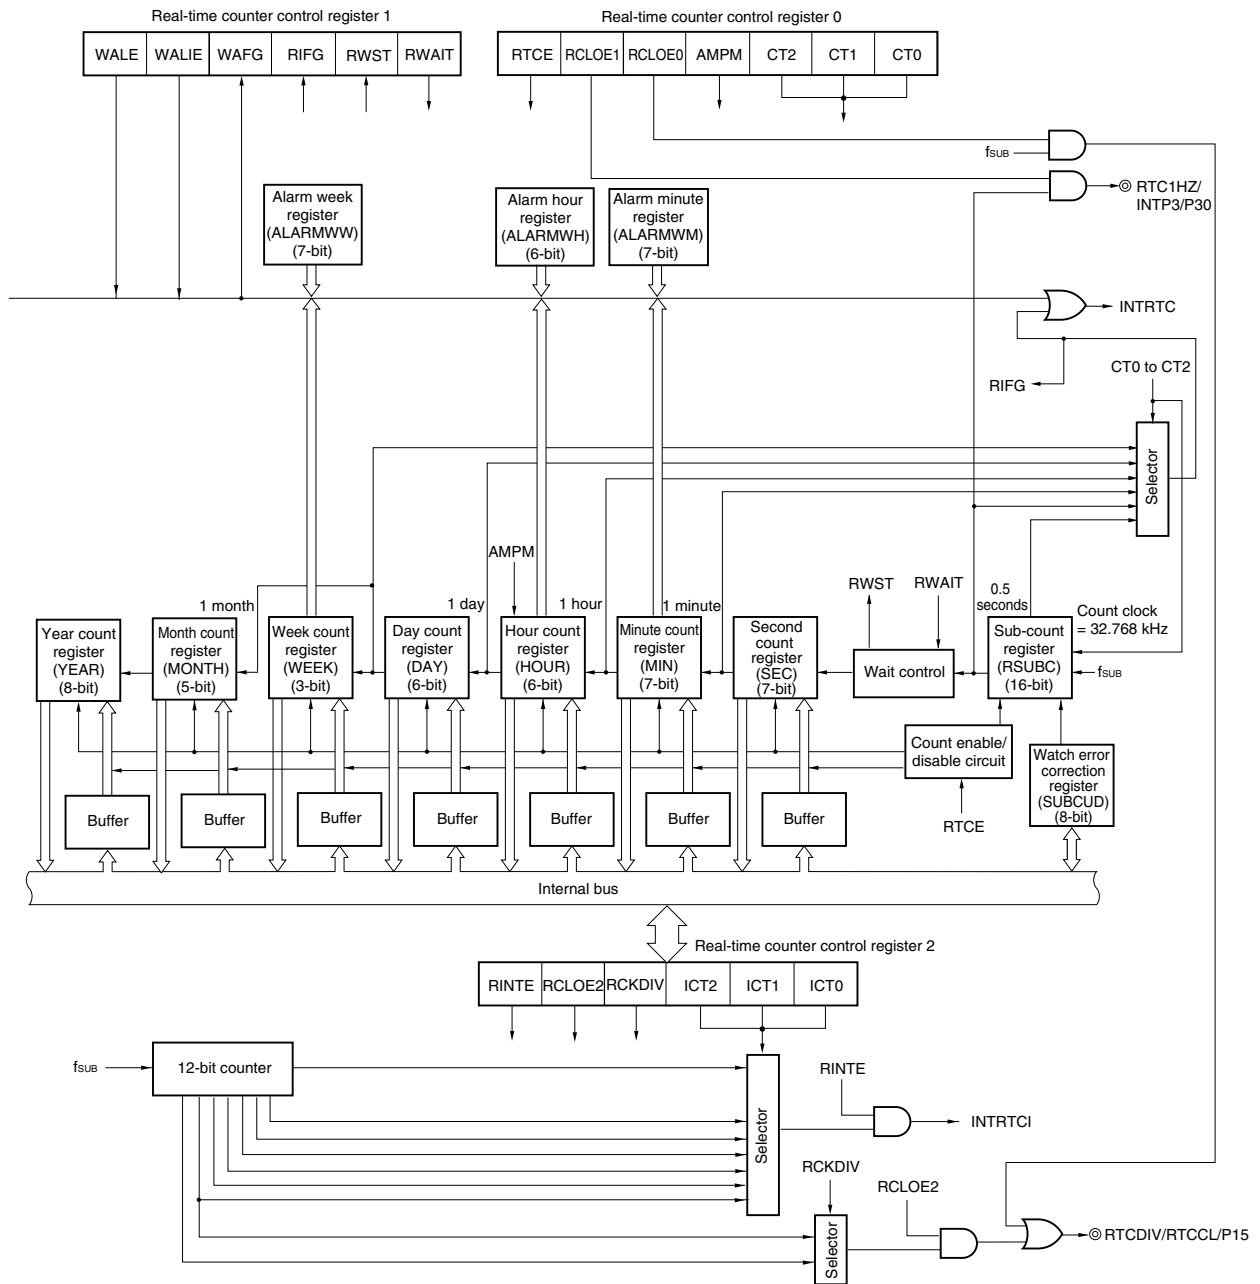 Real-time counter control register 1
Real-time counter control register 0
WALE WALIE WAFG RIFG RWST RWAIT
RTCE RCLOE1 RCLOE0 AMPM CT2 CT1 CT0
fSUB
RTC1HZ/
INTP3/P30
Alarm week
register
(ALARMWW)
(7-bit)
Alarm hour
register
(ALARMWH)
(6-bit)
Alarm minute
register
(ALARMWM)
(7-bit)
INTRTC
RIFG
CT0 to CT2
Selector
AMPM
RWST
RWAIT
0.5
seconds
Count clock
= 32.768 kHz
1 month
1 day
1 hour
1 minute
Year count
register
(YEAR)
(8-bit)
Month count
register
(MONTH)
(5-bit)
Week count
register
(WEEK)
(3-bit)
Day count
register
(DAY)
(6-bit)
Hour count
register
(HOUR)
(6-bit)
Minute count
register
(MIN)
(7-bit)
Second
count
register
(SEC)
(7-bit)
Wait control
Sub-count
register
(RSUBC)
(16-bit)
fSUB
Count enable/
disable circuit
RTCE
Watch error
correction
register
(SUBCUD)
(8-bit)
Buffer
Buffer
Buffer
Buffer
Buffer
Buffer
Buffer
Internal bus
Real-time counter control register 2
RINTE RCLOE2 RCKDIV ICT2 ICT1 ICT0
fSUB
12-bit counter
Selector
RINTE
INTRTCI
RCKDIV
Selector
RCLOE2
RTCDIV/RTCCL/P15